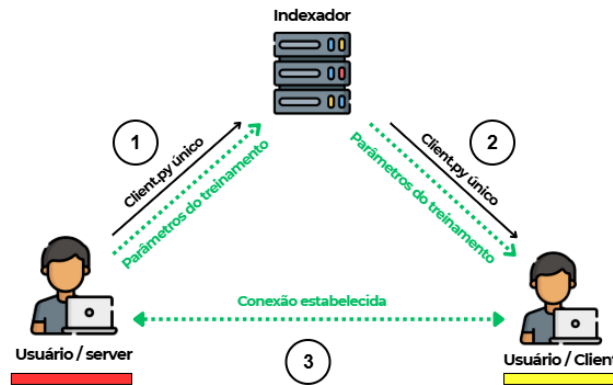 Indexador
1
2
Client.py único
Parâmetros do treinamento
Client.py único
Parâmetros do treinamento
Conexão estabelecida
Usuário / server
3
Usuário / Client